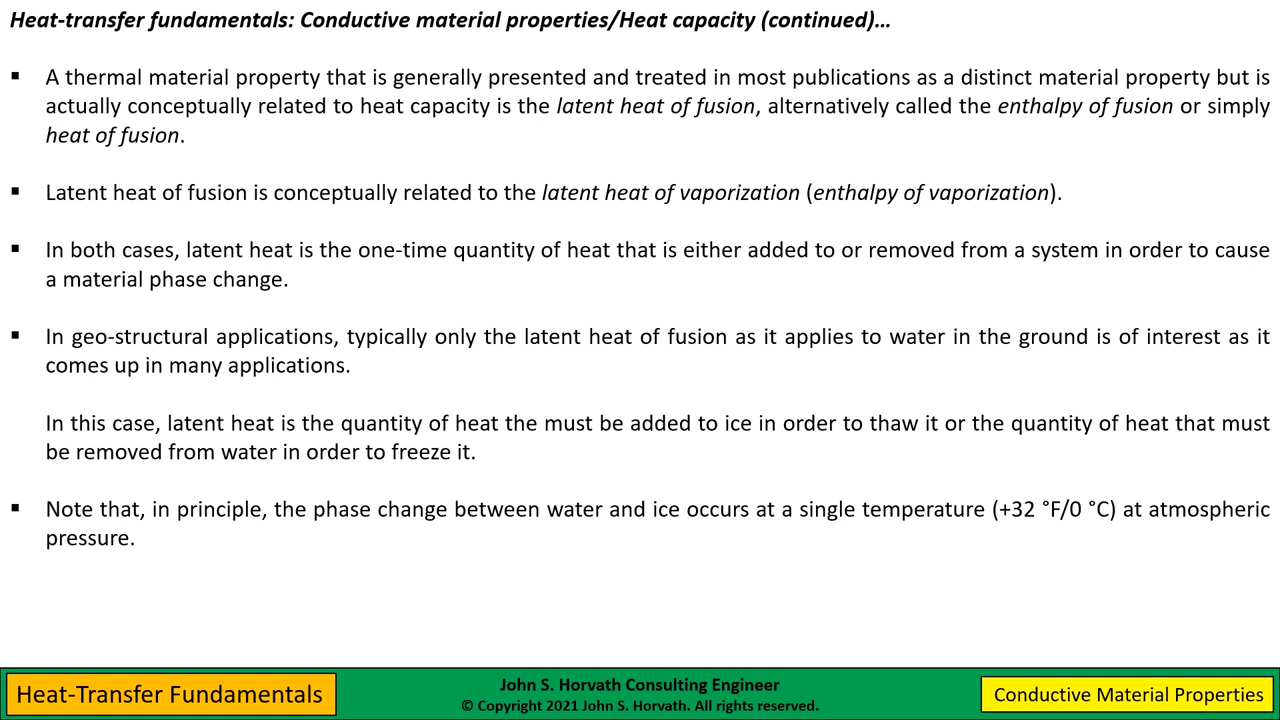 Heat-transfer fundamentals: Conductive material properties/Heat capacity (continued)…
▪ A thermal material property that is generally presented and treated in most publications as a distinct material property but is
actually conceptually related to heat capacity is the latent heat of fusion, alternatively called the enthalpy of fusion or simply
heat of fusion.
▪ Latent heat of fusion is conceptually related to the latent heat of vaporization (enthalpy of vaporization).
▪ In both cases, latent heat is the one-time quantity of heat that is either added to or removed from a system in order to cause
a material phase change.
▪ In geo-structural applications, typically only the latent heat of fusion as it applies to water in the ground is of interest as it
comes up in many applications.
In this case, latent heat is the quantity of heat the must be added to ice in order to thaw it or the quantity of heat that must
be removed from water in order to freeze it.
▪ Note that, in principle, the phase change between water and ice occurs at a single temperature (+32 °F/0 °C) at atmospheric
pressure.
Heat-Transfer Fundamentals
John S. Horvath Consulting Engineer
© Copyright 2021 John S. Horvath. All rights reserved.
Conductive Material Properties